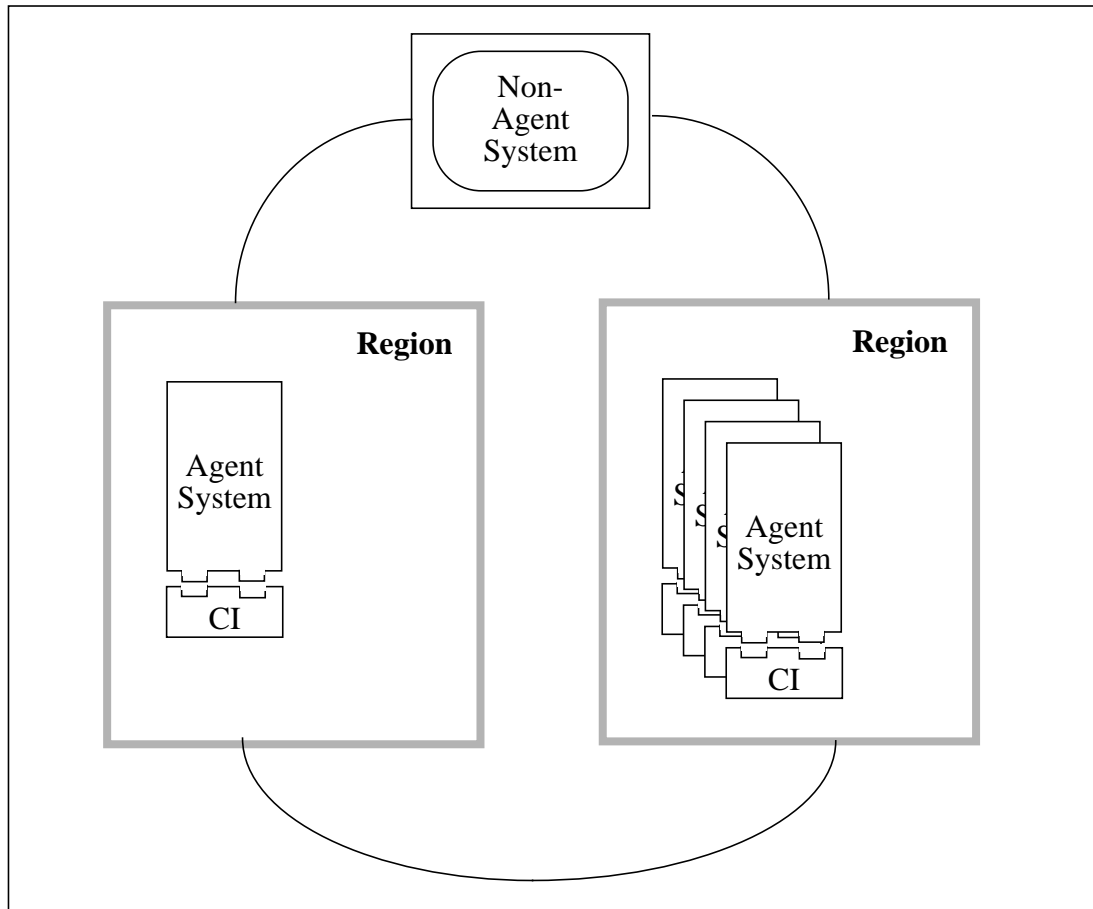 Non-
Agent
System
Region
Region
Agent
System
CI
Agent
System
CI
S
S
S